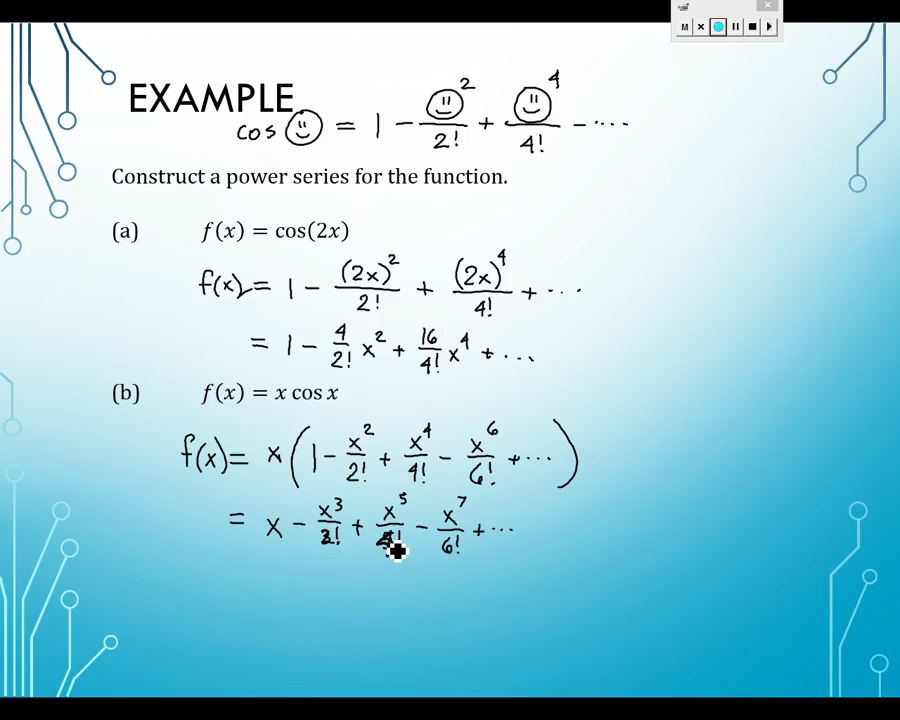 M
EXAMPLE
cos ☺ = 1 - ☺²/2! + ☺⁴/4! - ....
Construct a power series for the function.
(a) f(x) = cos(2x)
f(x) = 1 - (2x)²/2! + (2x)⁴/4! + ...
= 1 - 4/2! x² + 16/4! x⁴ + ...
(b) f(x) = x cos x
f(x) = x (1 - x²/2! + x⁴/4! - x⁶/6! + ...)
= x - x³/2! + x⁵/4! - x⁷/6! + ...